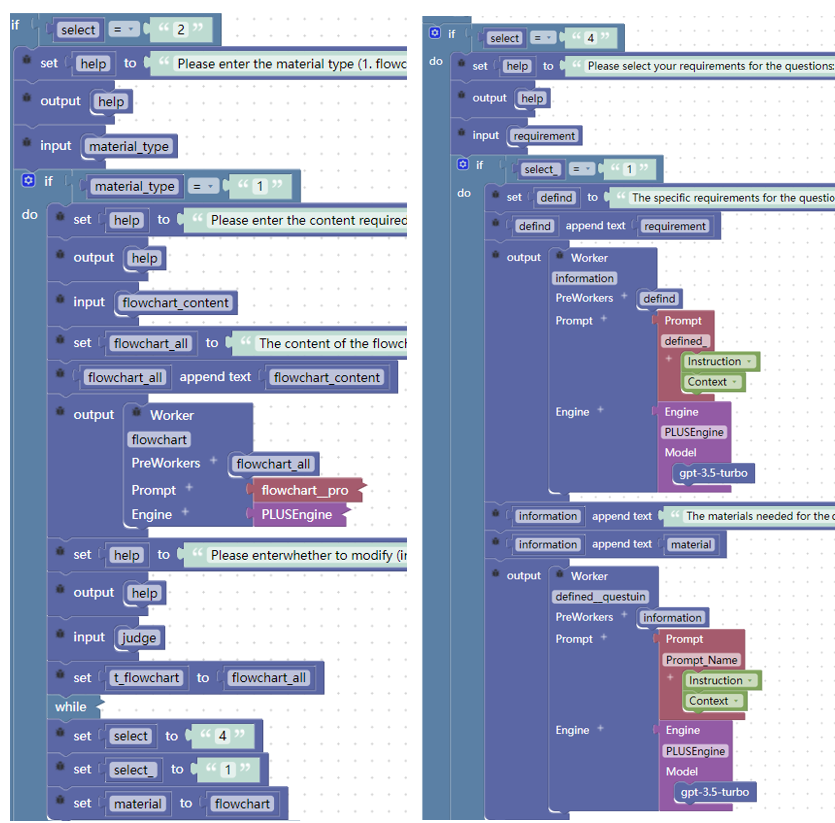 if select = “ 2 ”
set help to “ Please enter the material type (1. flowc
output help
input material_type
if material_type = “ 1 ”
do set help to “ Please enter the content required
output help
input flowchart_content
set flowchart_all to “ The content of the flowch
flowchart_all append text flowchart_content
output Worker
flowchart
PreWorkers + flowchart_all
Prompt + flowchart__pro
Engine + PLUSEngine
set help to “ Please enterwhether to modify (in
output help
input judge
set t_flowchart to flowchart_all
while
set select to “ 4 ”
set select_ to “ 1 ”
set material to flowchart
if select = “ 4 ”
do set help to “ Please select your requirements for the questions:
output help
input requirement
if select_ = “ 1 ”
do set defind to “ The specific requirements for the questio
defind append text requirement
output Worker
information
PreWorkers + defind
Prompt + Prompt
defined_
+ Instruction
Context
Engine + Engine
PLUSEngine
Model
gpt-3.5-turbo
information append text “ The materials needed for the c
information append text material
output Worker
defined__questuin
PreWorkers + information
Prompt + Prompt
Prompt_Name
+ Instruction
Context
Engine + Engine
PLUSEngine
Model
gpt-3.5-turbo